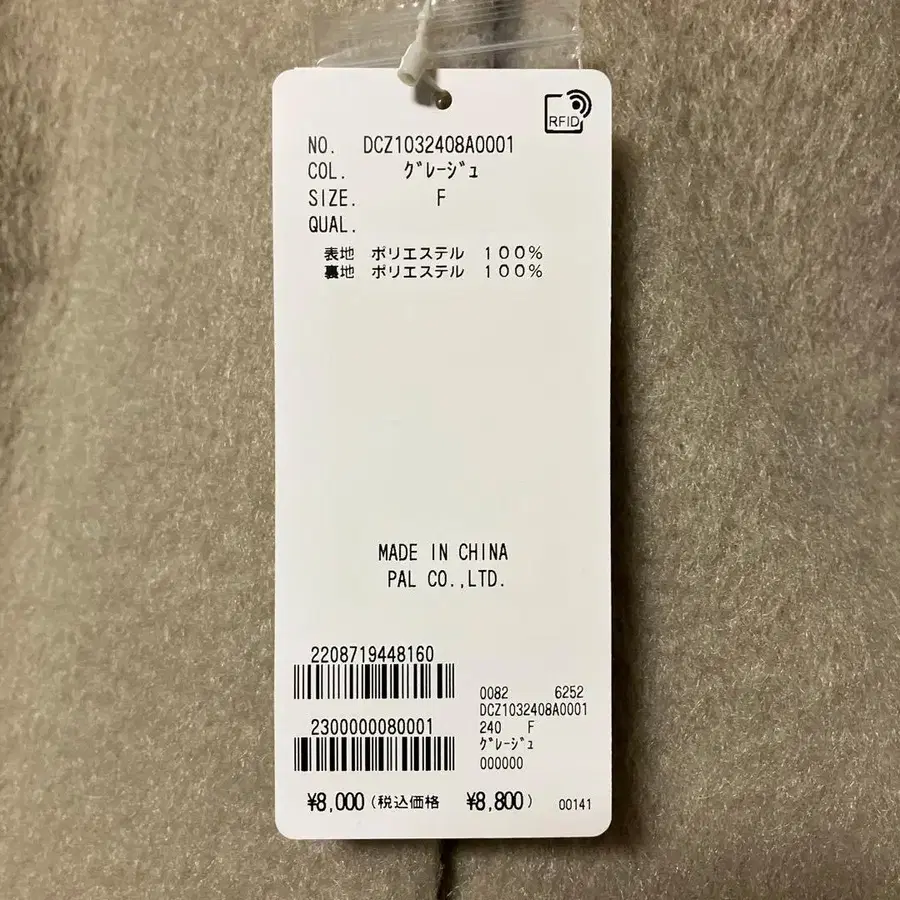 RFID
NO. DCZ1032408A0001
COL. ｸﾞﾚｰｼﾞｭ
SIZE. F
QUAL.
表地 ポリエステル １００％
裏地 ポリエステル １００％
MADE IN CHINA
PAL CO.,LTD.
2208719448160
2300000080001
0082 6252
DCZ1032408A0001
240 F
ｸﾞﾚｰｼﾞｭ
000000
¥8,000 (税込価格 ¥8,800)
00141